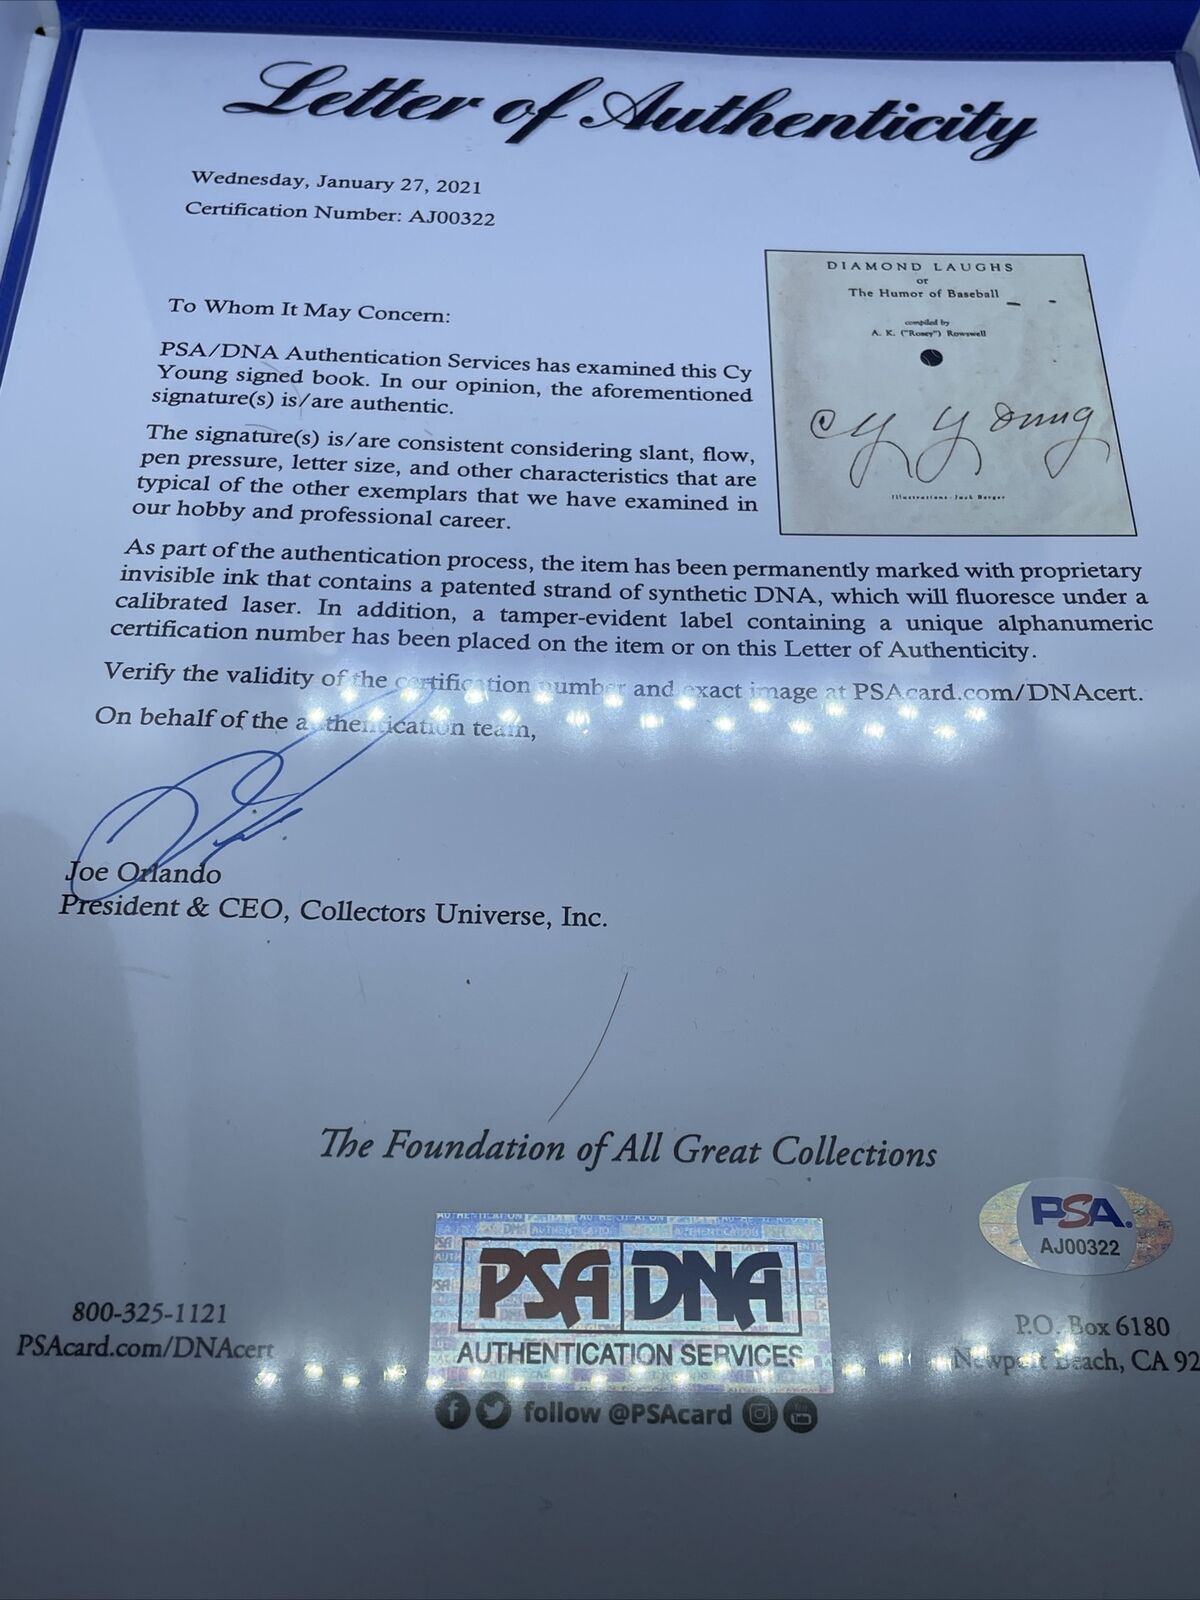 Letter of Authenticity
Wednesday, January 27, 2021
Certification Number: AJ00322
To Whom It May Concern:
PSA/DNA Authentication Services has examined this Cy
Young signed book. In our opinion, the aforementioned
signature(s) is/are authentic.
The signature(s) is/are consistent considering slant, flow,
pen pressure, letter size, and other characteristics that are
typical of the other exemplars that we have examined in
our hobby and professional career.
DIAMOND LAUGHS
or
The Humor of Baseball
compiled by
A. K. ("Rosey") Rowswell
Cy Young
Illustrations - Jack Berger
As part of the authentication process, the item has been permanently marked with proprietary
invisible ink that contains a patented strand of synthetic DNA, which will fluoresce under a
calibrated laser. In addition, a tamper-evident label containing a unique alphanumeric
certification number has been placed on the item or on this Letter of Authenticity.
Verify the validity of the certification number and exact image at PSAcard.com/DNAcert.
On behalf of the authentication team,
Joe Orlando
President & CEO, Collectors Universe, Inc.
The Foundation of All Great Collections
PSA.
AJ00322
PSA DNA
AUTHENTICATION SERVICES
800-325-1121
PSAcard.com/DNAcert
P.O. Box 6180
Newport Beach, CA 92
follow @PSAcard